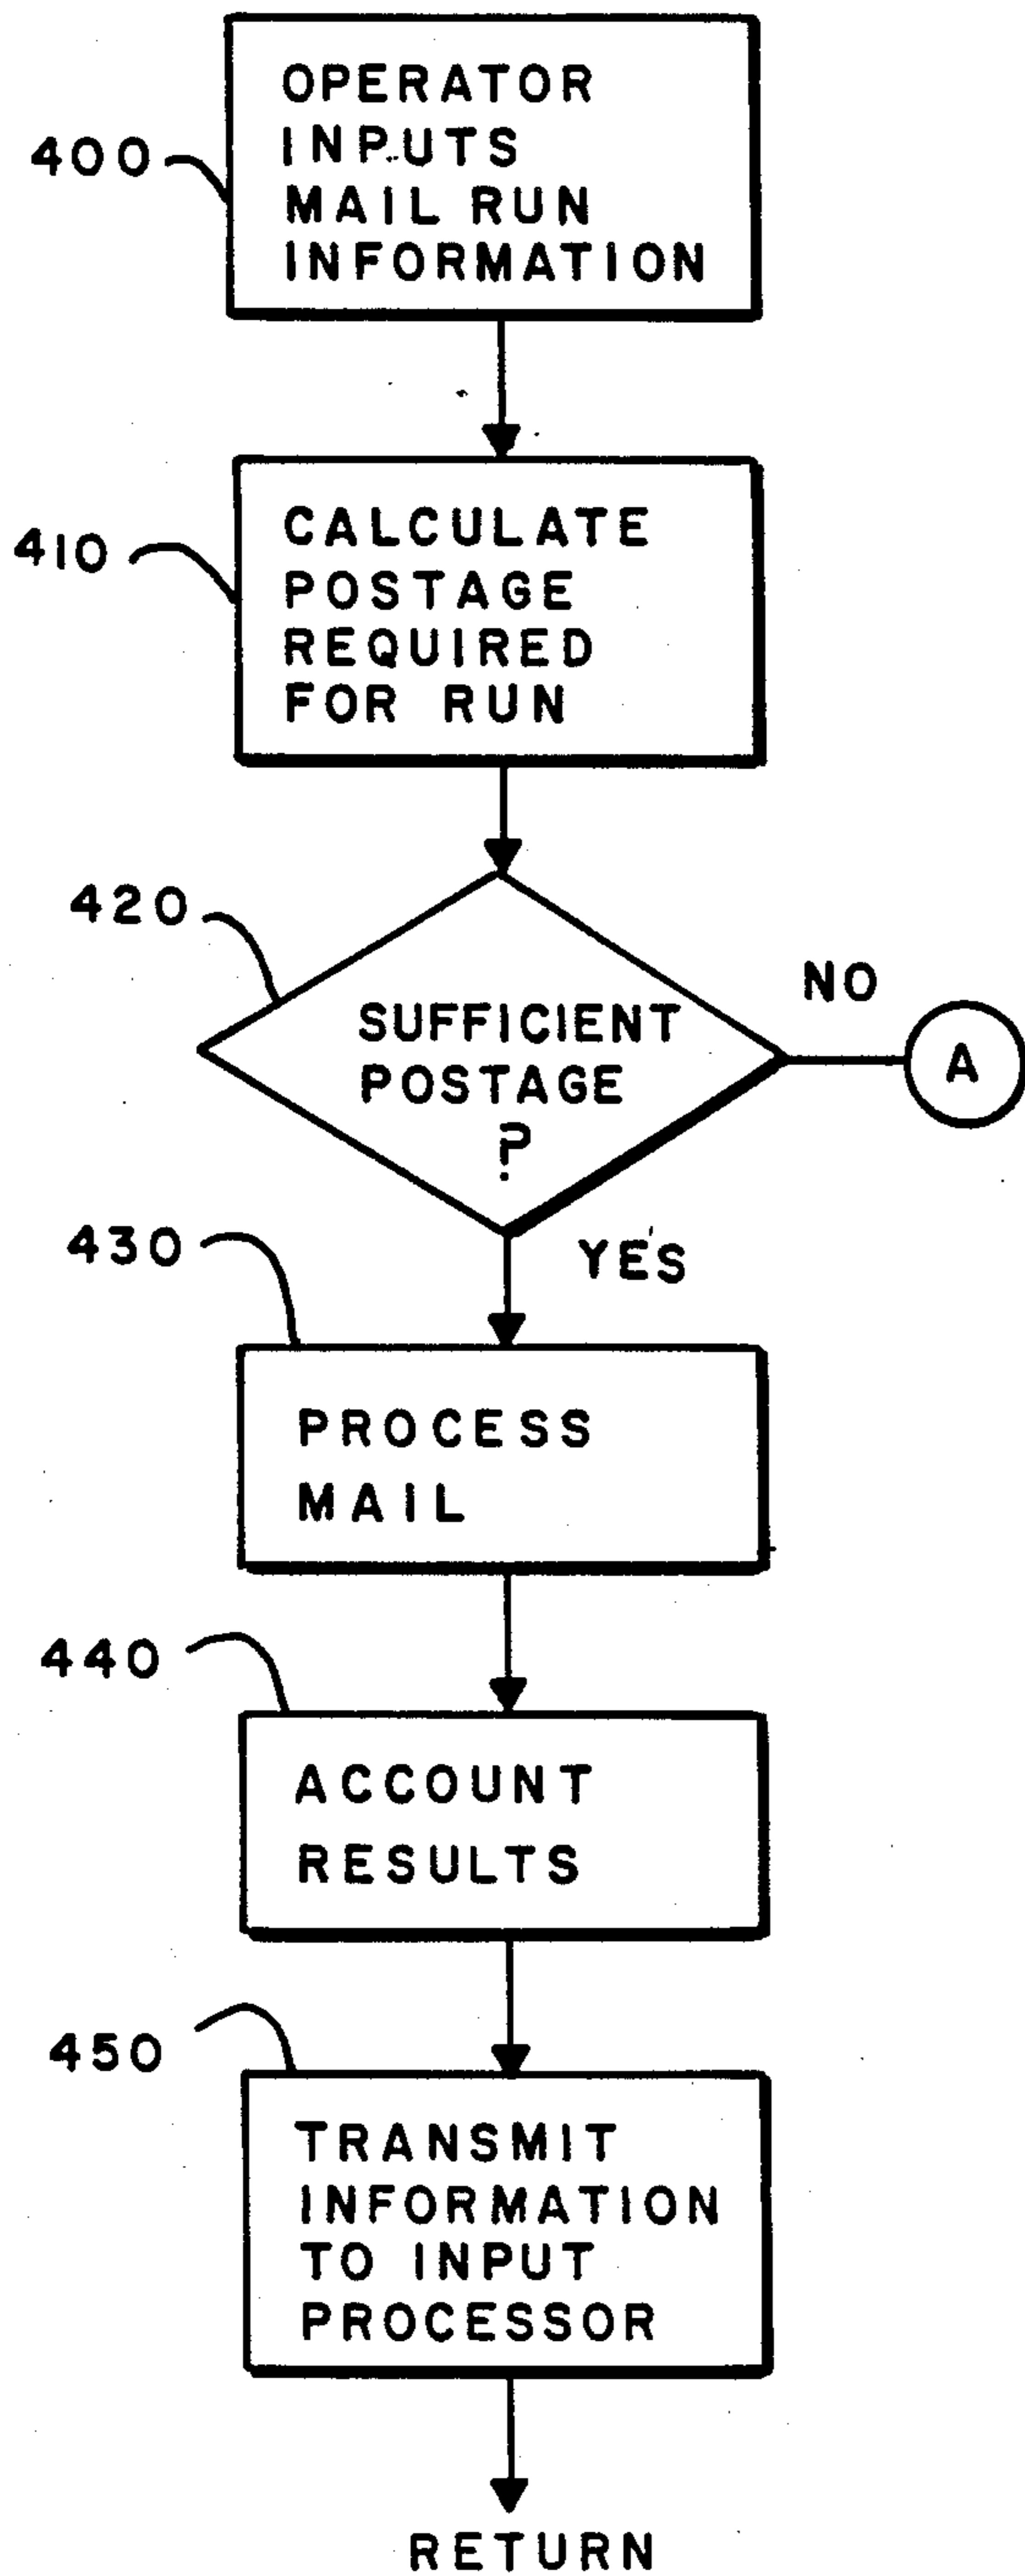 400
OPERATOR
INPUTS
MAIL RUN
INFORMATION
410
CALCULATE
POSTAGE
REQUIRED
FOR RUN
420
SUFFICIENT
POSTAGE
?
NO
A
YES
430
PROCESS
MAIL
440
ACCOUNT
RESULTS
450
TRANSMIT
INFORMATION
TO INPUT
PROCESSOR
RETURN